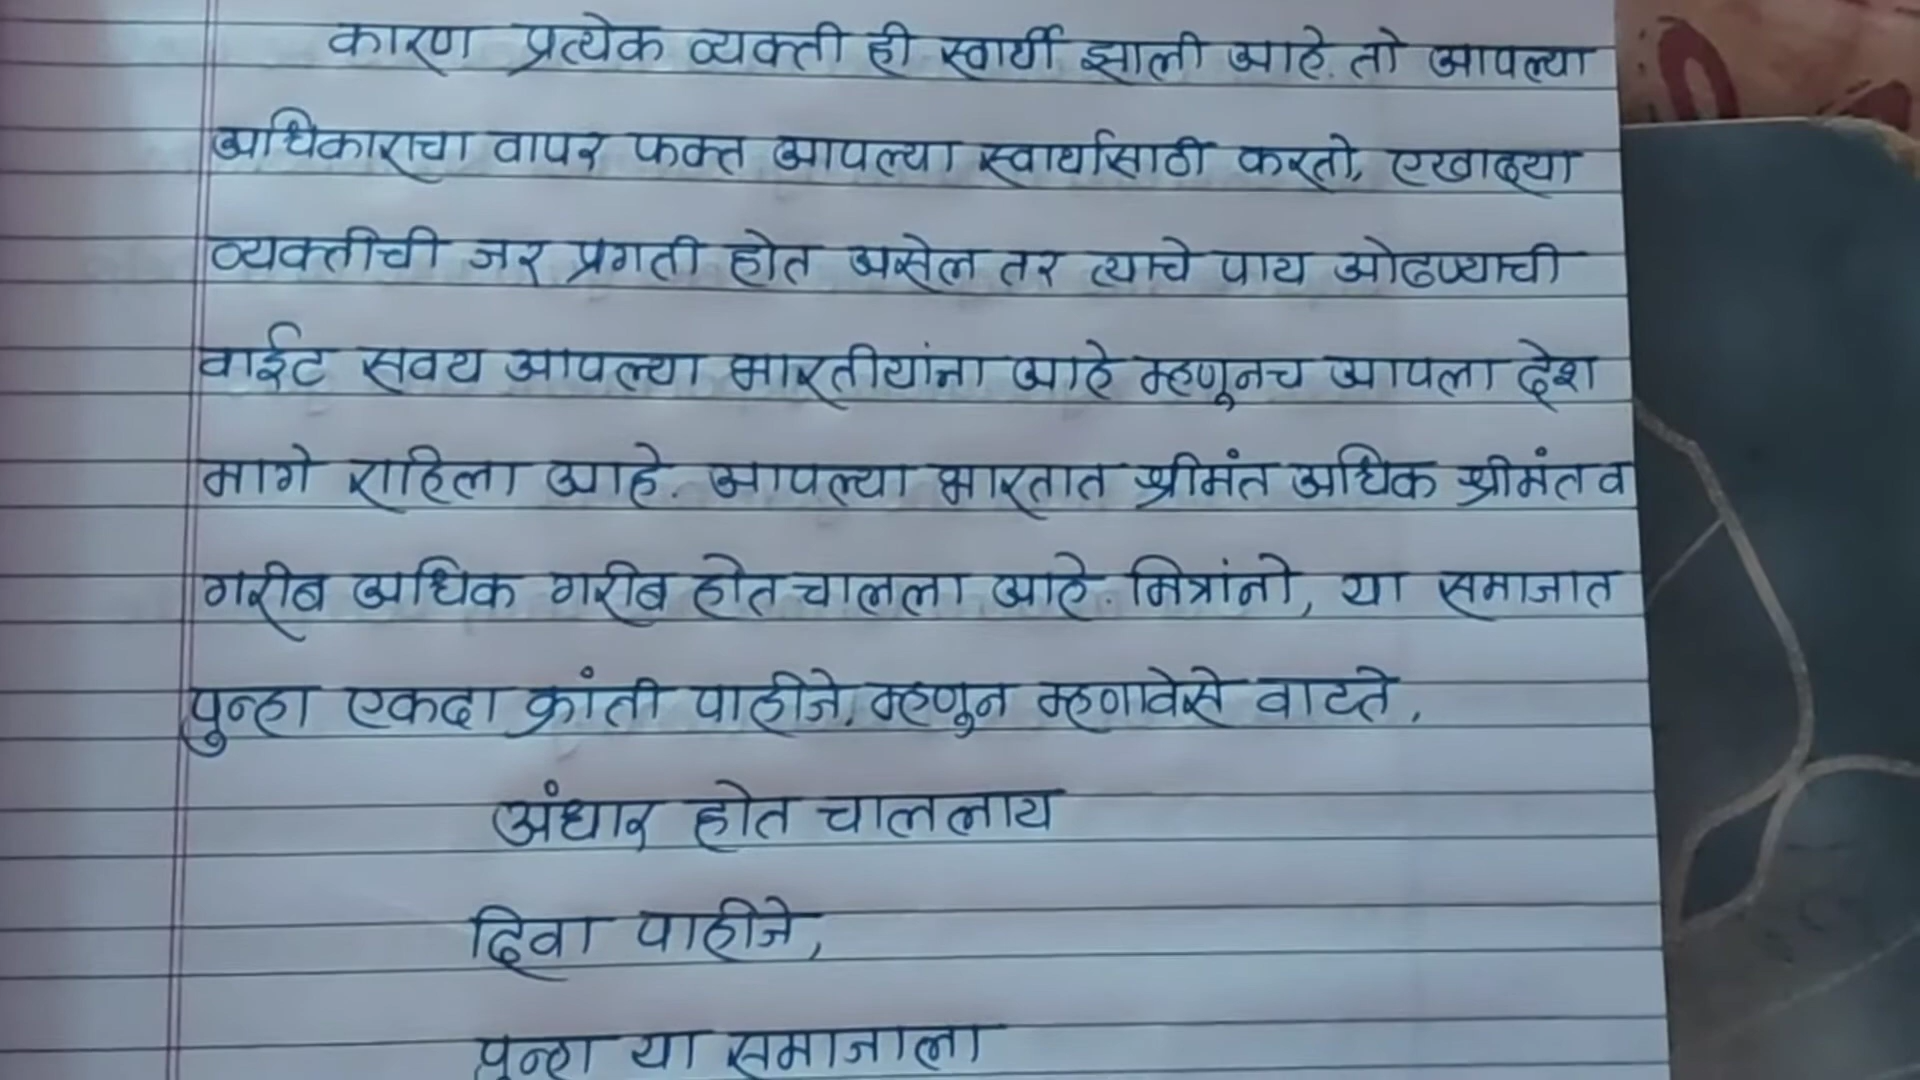 कारण प्रत्येक व्यक्ती ही स्वार्थी झाली आहे. तो आपल्या
अधिकाराचा वापर फक्त आपल्या स्वार्थासाठी करतो, एखाद्या
व्यक्तीची जर प्रगती होत असेल तर त्याचे पाय ओढण्याची
वाईट सवय आपल्या भारतीयांना आहे म्हणूनच आपला देश
मागे राहिला आहे. आपल्या भारतात श्रीमंत अधिक श्रीमंत व
गरीब अधिक गरीब होत चालला आहे. मित्रांनो, या समाजात
पुन्हा एकदा क्रांती पाहीजे, म्हणुन म्हणावेसे वाटते,
अंधार होत चाललाय
दिवा पाहीजे,
पुन्हा या समाजाला